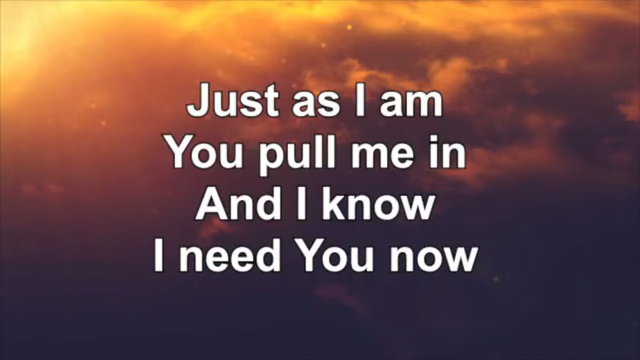 Just as I am
You pull me in
And I know
I need You now